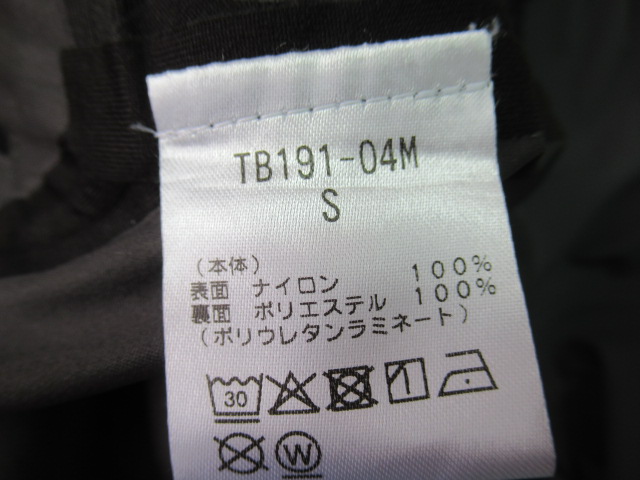 TB191-04M
S
(本体)
表面 ナイロン 100%
裏面 ポリエステル 100%
(ポリウレタンラミネート)
30
W